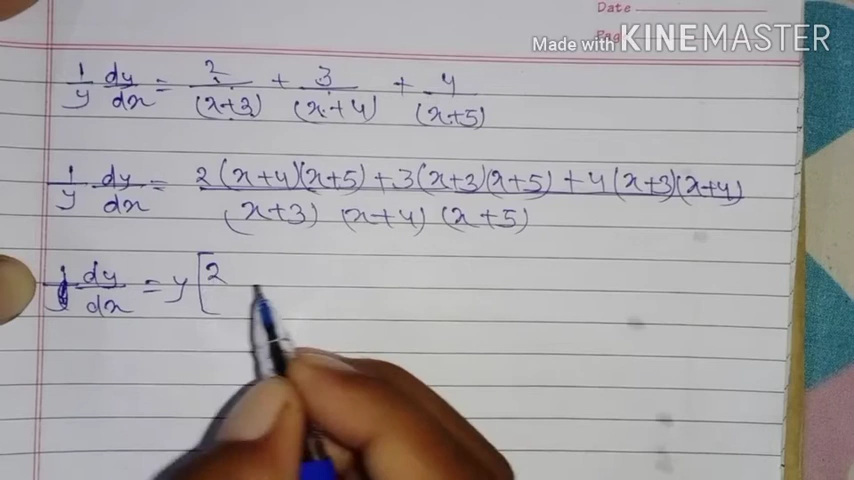 Date
Made with KINEMASTER
1/y dy/dx = 2/(x+3) + 3/(x+4) + 4/(x+5)
1/y dy/dx = 2(x+4)(x+5) + 3(x+3)(x+5) + 4(x+3)(x+4)
(x+3) (x+4) (x+5)
dy/dx = y [2